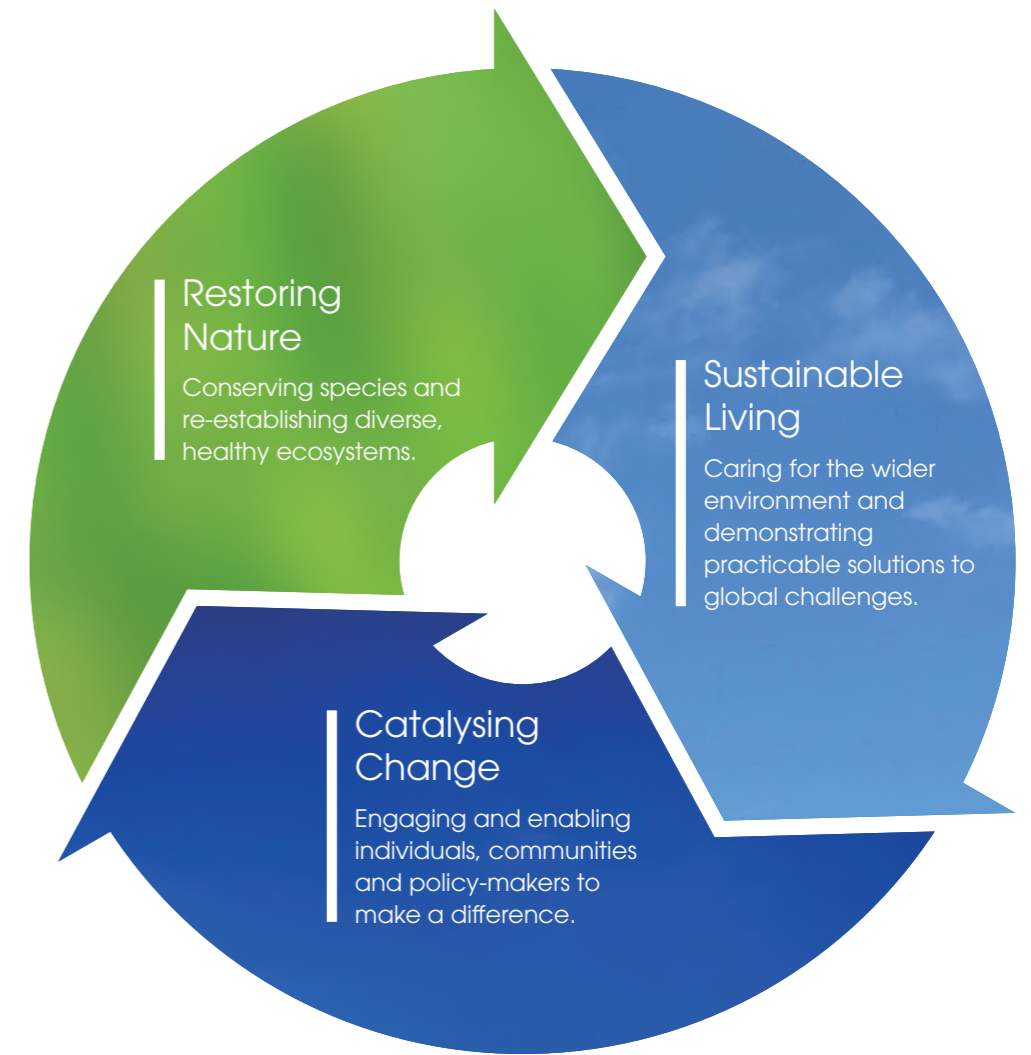 Restoring
Nature
Conserving species and
re-establishing diverse,
healthy ecosystems.
Sustainable
Living
Caring for the wider
environment and
demonstrating
practicable solutions to
global challenges.
Catalysing
Change
Engaging and enabling
individuals, communities
and policy-makers to
make a difference.